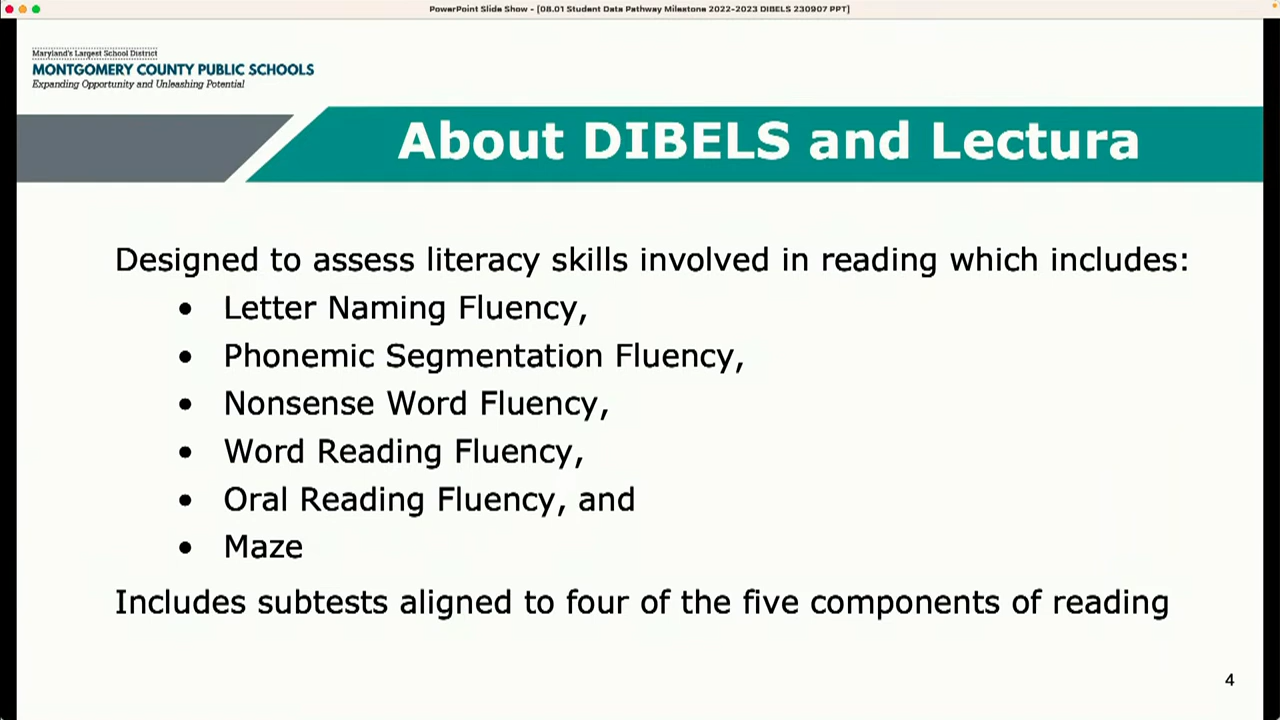 PowerPoint Slide Show - [08.01 Student Data Pathway Milestone 2022-2023 DIBELS 230907 PPT]
Maryland's Largest School District
MONTGOMERY COUNTY PUBLIC SCHOOLS
Expanding Opportunity and Unleashing Potential
About DIBELS and Lectura
Designed to assess literacy skills involved in reading which includes:
• Letter Naming Fluency,
• Phonemic Segmentation Fluency,
• Nonsense Word Fluency,
• Word Reading Fluency,
• Oral Reading Fluency, and
• Maze
Includes subtests aligned to four of the five components of reading
4